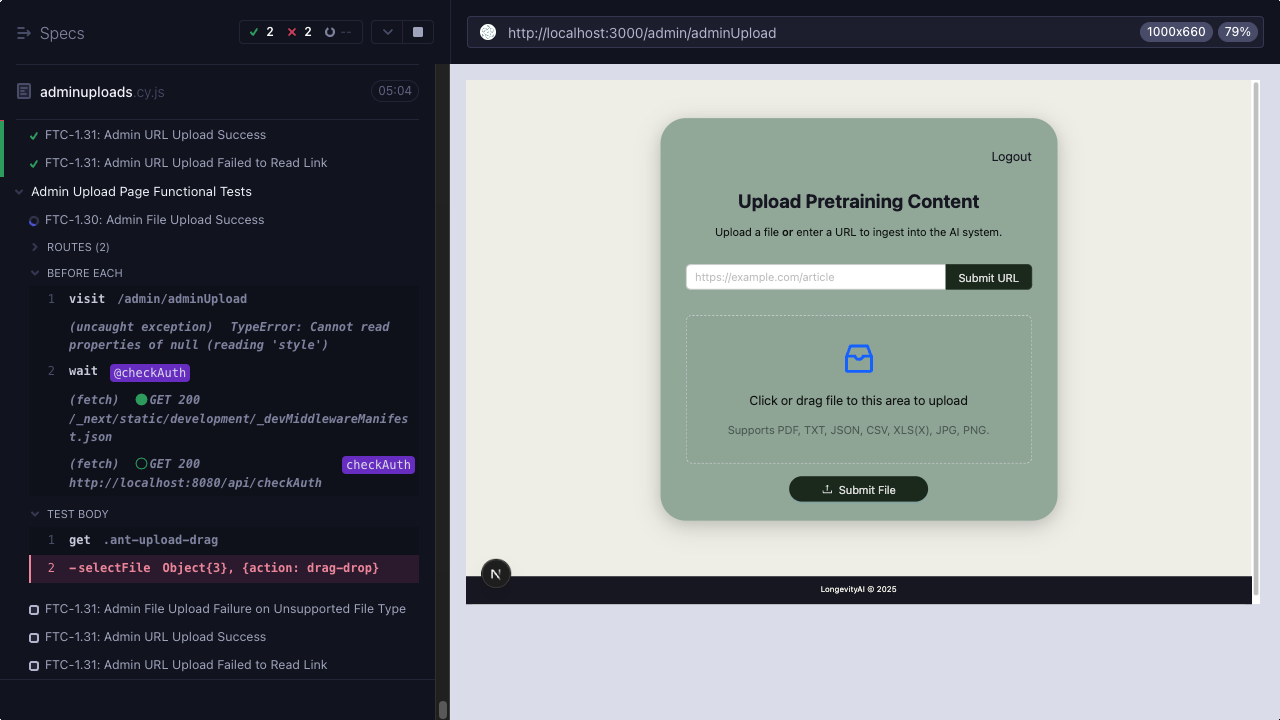 Specs
2
2
--
adminuploads.cy.js
05:04
FTC-1.31: Admin URL Upload Success
FTC-1.31: Admin URL Upload Failed to Read Link
Admin Upload Page Functional Tests
FTC-1.30: Admin File Upload Success
ROUTES (2)
BEFORE EACH
1 visit /admin/adminUpload
(uncaught exception) TypeError: Cannot read
properties of null (reading 'style')
2 wait @checkAuth
(fetch) GET 200
/_next/static/development/_devMiddlewareManifes
t.json
(fetch) GET 200 checkAuth
http://localhost:8080/api/checkAuth
TEST BODY
1 get .ant-upload-drag
2 -selectFile Object{3}, {action: drag-drop}
FTC-1.31: Admin File Upload Failure on Unsupported File Type
FTC-1.31: Admin URL Upload Success
FTC-1.31: Admin URL Upload Failed to Read Link
http://localhost:3000/admin/adminUpload
1000x660
79%
Logout
Upload Pretraining Content
Upload a file or enter a URL to ingest into the AI system.
https://example.com/article
Submit URL
Click or drag file to this area to upload
Supports PDF, TXT, JSON, CSV, XLS(X), JPG, PNG.
Submit File
N
LongevityAI © 2025